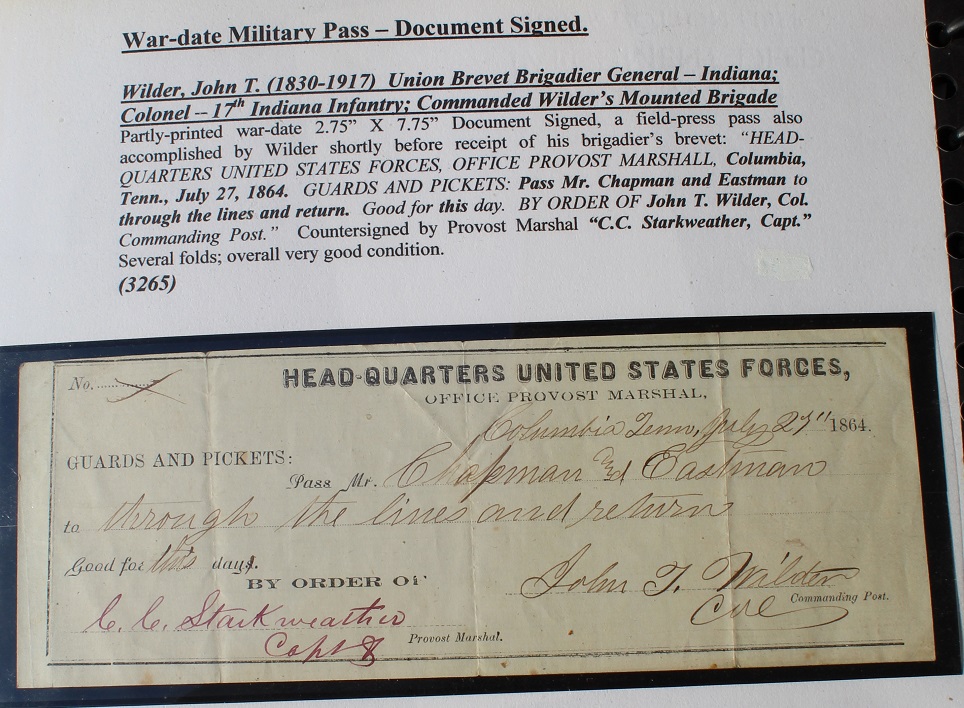 War-date Military Pass – Document Signed.
Wilder, John T. (1830-1917) Union Brevet Brigadier General – Indiana;
Colonel -- 17th Indiana Infantry; Commanded Wilder's Mounted Brigade
Partly-printed war-date 2.75" X 7.75" Document Signed, a field-press pass also
accomplished by Wilder shortly before receipt of his brigadier's brevet: "HEAD-
QUARTERS UNITED STATES FORCES, OFFICE PROVOST MARSHALL, Columbia,
Tenn., July 27, 1864. GUARDS AND PICKETS: Pass Mr. Chapman and Eastman to
through the lines and return. Good for this day. BY ORDER OF John T. Wilder, Col.
Commanding Post." Countersigned by Provost Marshal "C.C. Starkweather, Capt."
Several folds; overall very good condition.
(3265)
No.
HEAD-QUARTERS UNITED STATES FORCES,
OFFICE PROVOST MARSHAL,
Columbia Tenn, July 27" 1864.
GUARDS AND PICKETS:
Pass Mr. Chapman and Eastman
to through the lines and return
Good for this days.
BY ORDER OF
John T. Wilder
Col Commanding Post.
C. C. Starkweather
Capt & Provost Marshal.